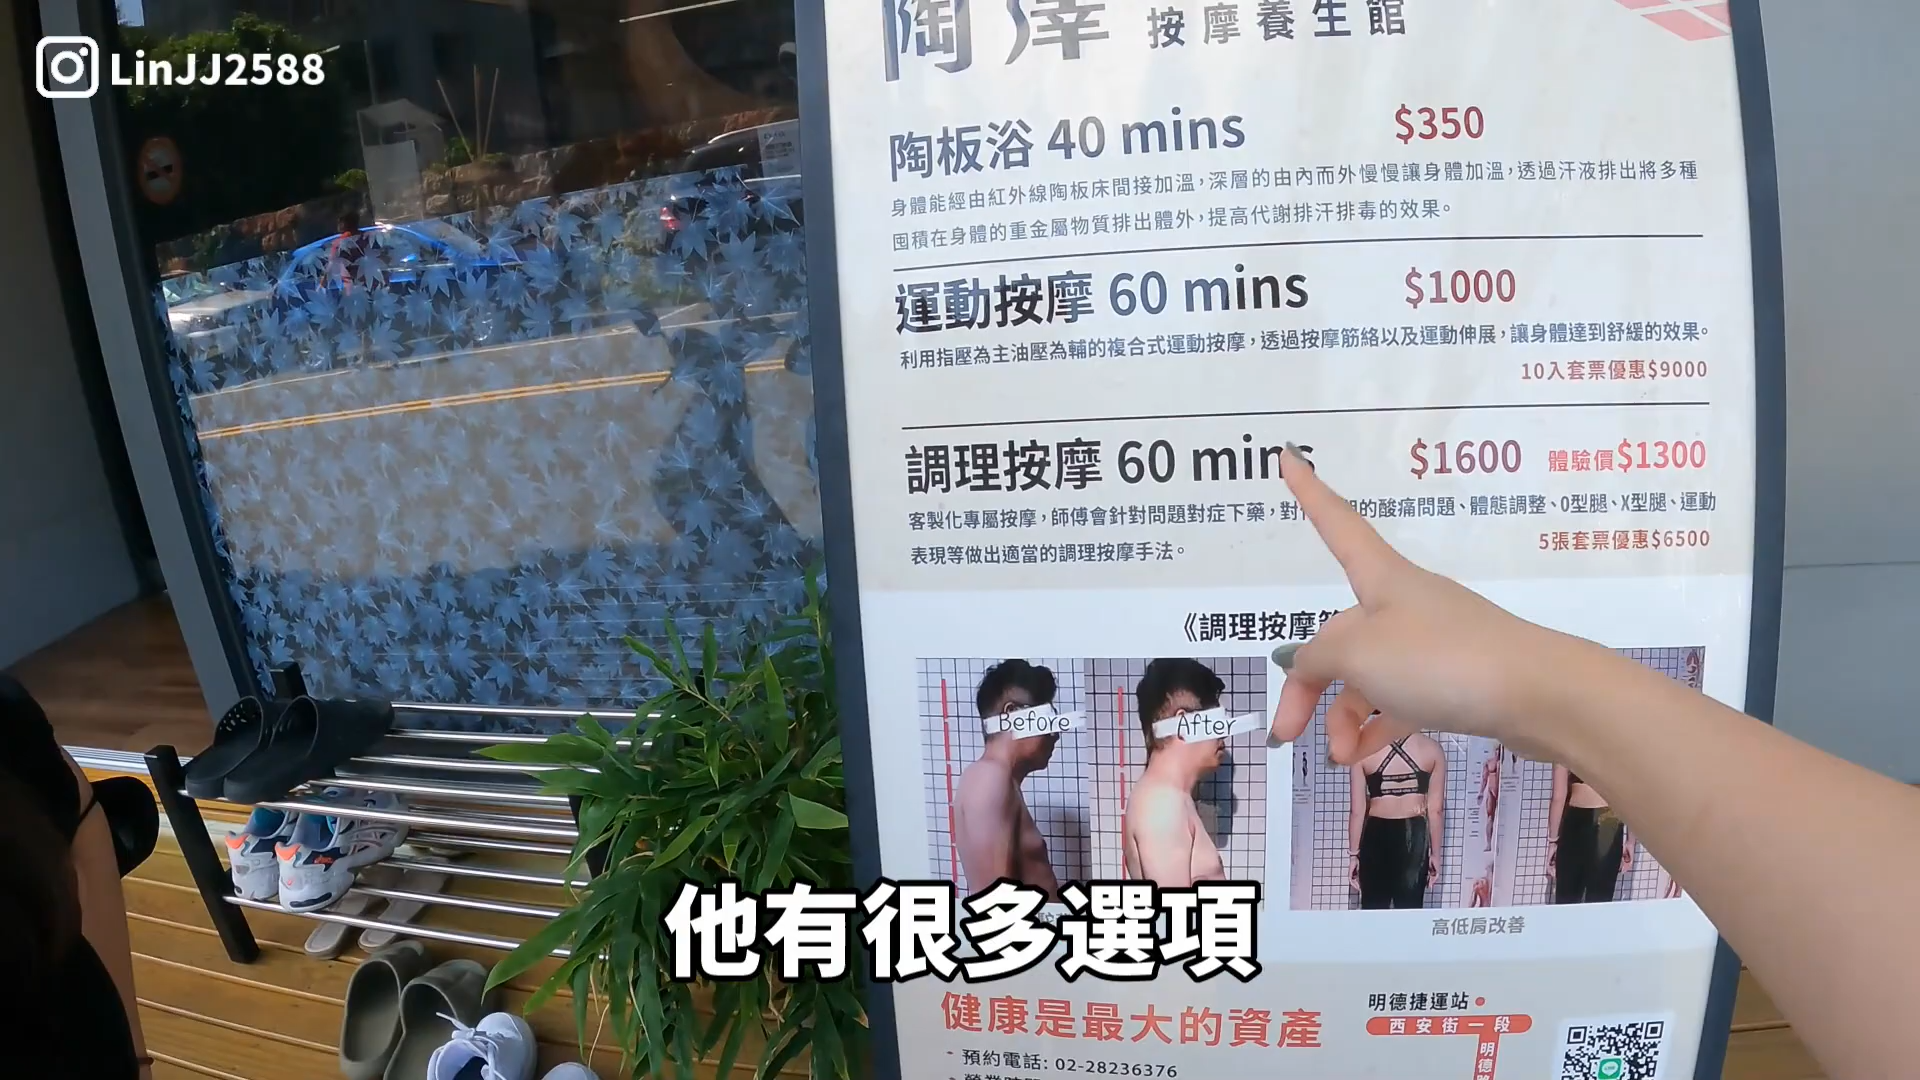 LinJJ2588
陶澤 按摩養生館
陶板浴 40 mins $350
身體能經由紅外線陶板床間接加溫，深層的由內而外慢慢讓身體加溫，透過汗液排出將多種
囤積在身體的重金屬物質排出體外，提高代謝排汗排毒的效果。
運動按摩 60 mins $1000
利用指壓為主油壓為輔的複合式運動按摩，透過按摩筋絡以及運動伸展，讓身體達到舒緩的效果。
10入套票優惠$9000
調理按摩 60 mins $1600 體驗價$1300
客製化專屬按摩，師傅會針對問題對症下藥，對 的酸痛問題、體態調整、O型腿、X型腿、運動
表現等做出適當的調理按摩手法。
5張套票優惠$6500
《調理按摩
Before
After
高低肩改善
他有很多選項
健康是最大的資產
- 預約電話: 02-28236376
明德捷運站
西安街一段
明德